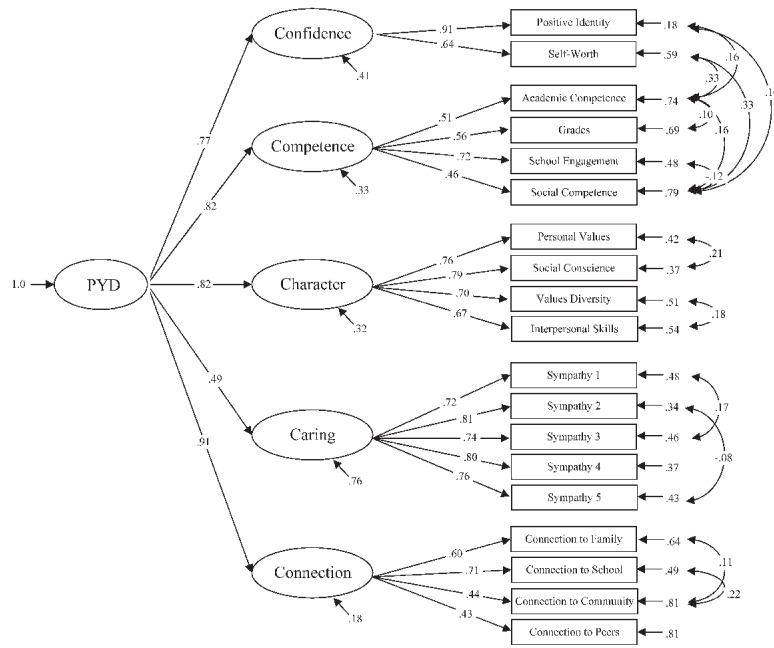 Confidence
.91
.64
Positive Identity
.18
Self-Worth
.59
.41
.16
.33
.33
.77
Competence
.51
.56
.72
.46
Academic Competence
.74
Grades
.69
School Engagement
.48
Social Competence
.79
.10
.16
-.12
.33
.82
1.0
PYD
.82
Character
.76
.79
.70
.67
Personal Values
.42
Social Conscience
.37
Values Diversity
.51
Interpersonal Skills
.54
.21
.18
.32
.49
Caring
.72
.81
.74
.80
.76
Sympathy 1
.48
Sympathy 2
.34
Sympathy 3
.46
Sympathy 4
.37
Sympathy 5
.43
.17
-.08
.76
.91
Connection
.60
.71
.44
.43
Connection to Family
.64
Connection to School
.49
Connection to Community
.81
Connection to Peers
.81
.11
.22
.18